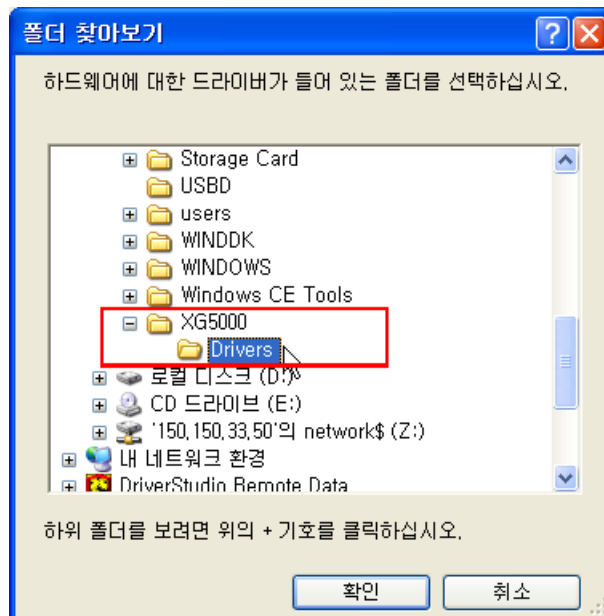 폴더 찾아보기
하드웨어에 대한 드라이버가 들어 있는 폴더를 선택하십시오.
Storage Card
USBD
users
WINDDK
WINDOWS
Windows CE Tools
XG5000
Drivers
로컬 디스크 (D:)
CD 드라이브 (E:)
'150.150.33.50'의 network$ (Z:)
내 네트워크 환경
DriverStudio Remote Data
하위 폴더를 보려면 위의 + 기호를 클릭하십시오.
확인
취소